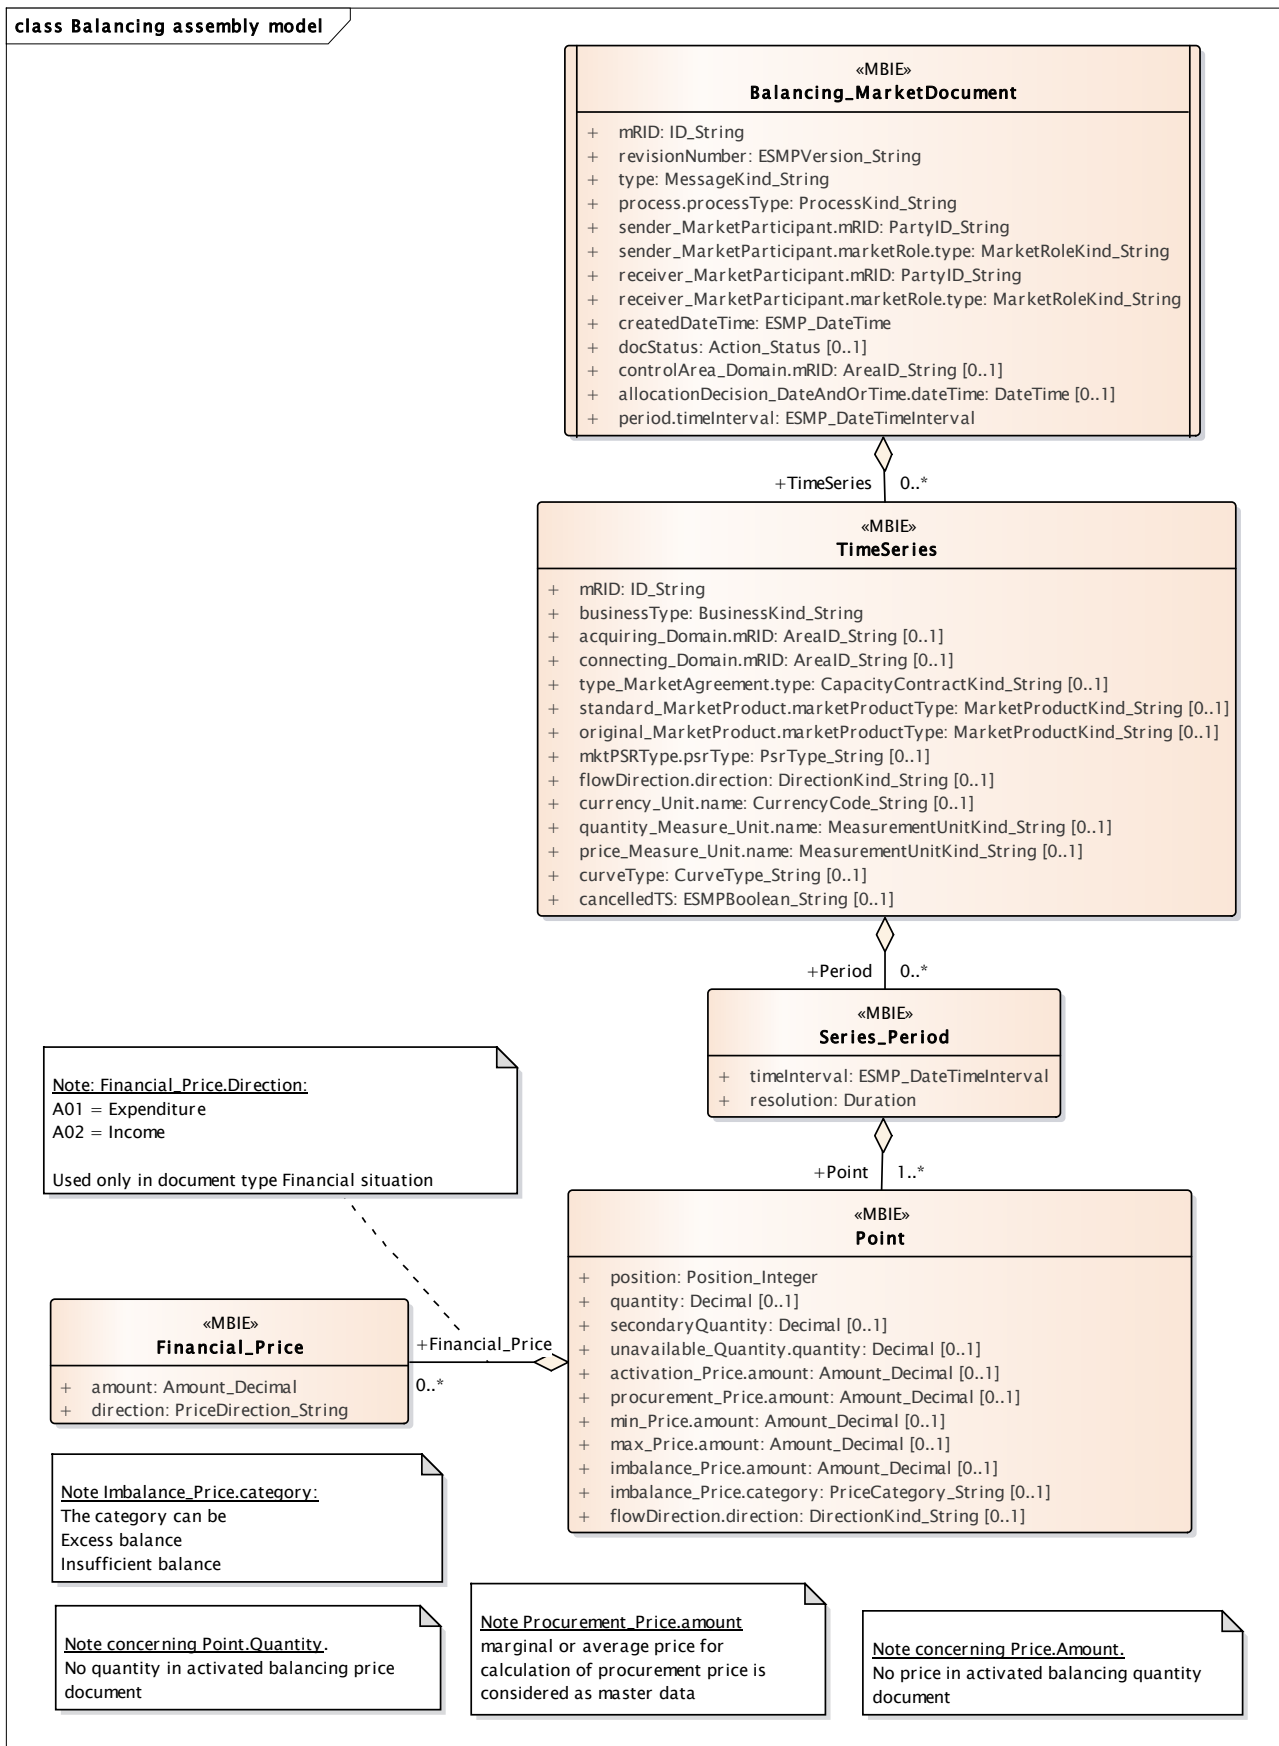 class Balancing assembly model
«MBIE»
Balancing_MarketDocument
+ mRID: ID_String
+ revisionNumber: ESMPVersion_String
+ type: MessageKind_String
+ process.processType: ProcessKind_String
+ sender_MarketParticipant.mRID: PartyID_String
+ sender_MarketParticipant.marketRole.type: MarketRoleKind_String
+ receiver_MarketParticipant.mRID: PartyID_String
+ receiver_MarketParticipant.marketRole.type: MarketRoleKind_String
+ createdDateTime: ESMP_DateTime
+ docStatus: Action_Status [0..1]
+ controlArea_Domain.mRID: AreaID_String [0..1]
+ allocationDecision_DateAndOrTime.dateTime: DateTime [0..1]
+ period.timeInterval: ESMP_DateTimeInterval
+TimeSeries 0..*
«MBIE»
TimeSeries
+ mRID: ID_String
+ businessType: BusinessKind_String
+ acquiring_Domain.mRID: AreaID_String [0..1]
+ connecting_Domain.mRID: AreaID_String [0..1]
+ type_MarketAgreement.type: CapacityContractKind_String [0..1]
+ standard_MarketProduct.marketProductType: MarketProductKind_String [0..1]
+ original_MarketProduct.marketProductType: MarketProductKind_String [0..1]
+ mktPSRType.psrType: PsrType_String [0..1]
+ flowDirection.direction: DirectionKind_String [0..1]
+ currency_Unit.name: CurrencyCode_String [0..1]
+ quantity_Measure_Unit.name: MeasurementUnitKind_String [0..1]
+ price_Measure_Unit.name: MeasurementUnitKind_String [0..1]
+ curveType: CurveType_String [0..1]
+ cancelledTS: ESMPBoolean_String [0..1]
+Period 0..*
«MBIE»
Series_Period
+ timeInterval: ESMP_DateTimeInterval
+ resolution: Duration
Note: Financial_Price.Direction:
A01 = Expenditure
A02 = Income
Used only in document type Financial situation
+Point 1..*
«MBIE»
Point
+ position: Position_Integer
+ quantity: Decimal [0..1]
+ secondaryQuantity: Decimal [0..1]
+ unavailable_Quantity.quantity: Decimal [0..1]
+ activation_Price.amount: Amount_Decimal [0..1]
+ procurement_Price.amount: Amount_Decimal [0..1]
+ min_Price.amount: Amount_Decimal [0..1]
+ max_Price.amount: Amount_Decimal [0..1]
+ imbalance_Price.amount: Amount_Decimal [0..1]
+ imbalance_Price.category: PriceCategory_String [0..1]
+ flowDirection.direction: DirectionKind_String [0..1]
«MBIE»
Financial_Price
+ amount: Amount_Decimal
+ direction: PriceDirection_String
+Financial_Price
0..*
Note Imbalance_Price.category:
The category can be
Excess balance
Insufficient balance
Note concerning Point.Quantity.
No quantity in activated balancing price
document
Note Procurement_Price.amount
marginal or average price for
calculation of procurement price is
considered as master data
Note concerning Price.Amount.
No price in activated balancing quantity
document